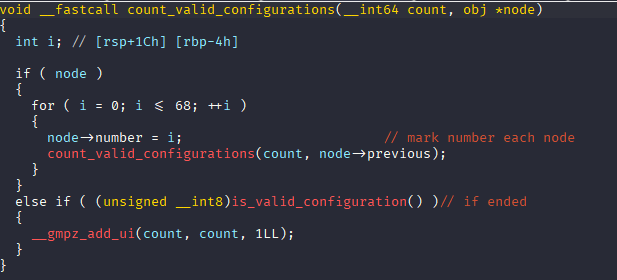 void __fastcall count_valid_configurations(__int64 count, obj *node)
{
  int i; // [rsp+1Ch] [rbp-4h]
  if ( node )
  {
    for ( i = 0; i <= 68; ++i )
    {
      node->number = i;                         // mark number each node
      count_valid_configurations(count, node->previous);
    }
  }
  else if ( (unsigned __int8)is_valid_configuration() )// if ended
  {
    __gmpz_add_ui(count, count, 1LL);
  }
}